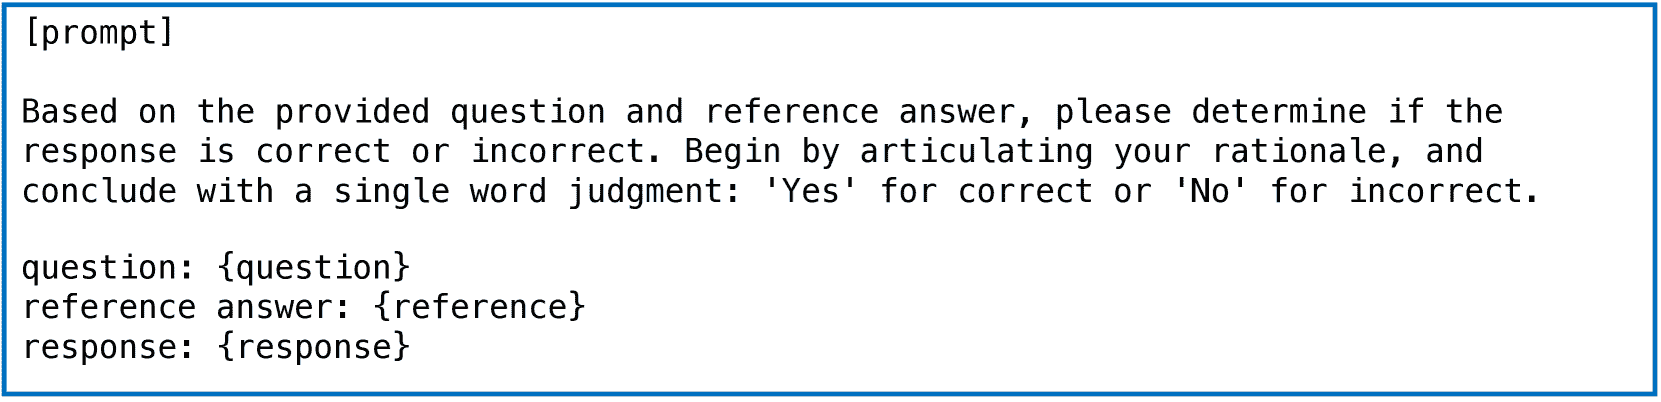 [prompt]
Based on the provided question and reference answer, please determine if the
response is correct or incorrect. Begin by articulating your rationale, and
conclude with a single word judgment: 'Yes' for correct or 'No' for incorrect.
question: {question}
reference answer: {reference}
response: {response}